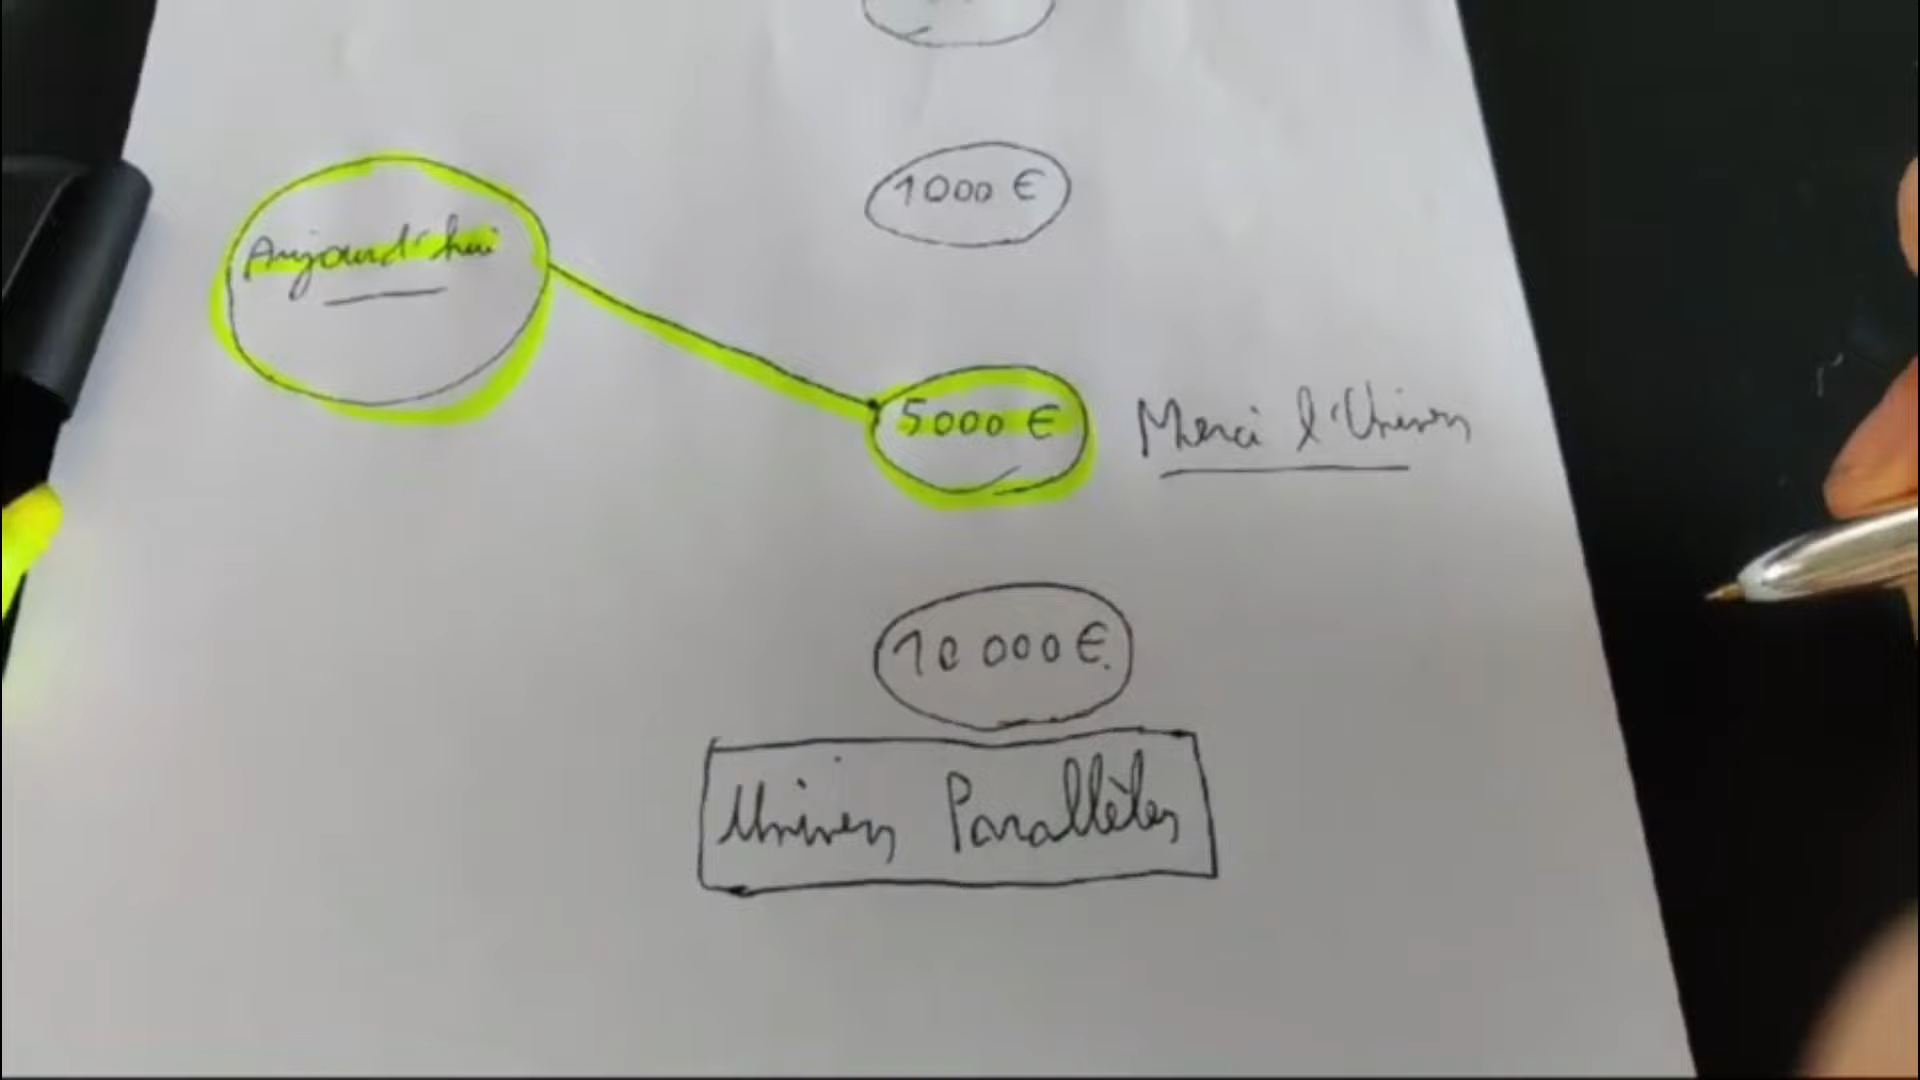 1000 €
Aujourd'hui
5000 €
Merci l'Univers
10 000 €.
Univers Parallèles